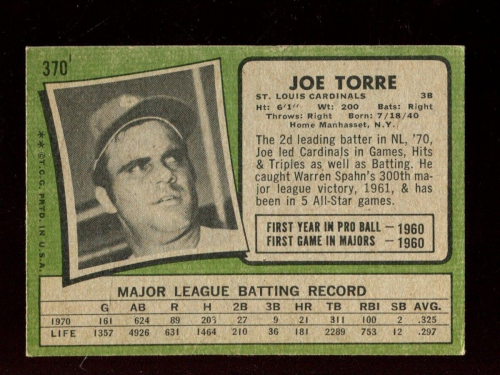 370
JOE TORRE
ST. LOUIS CARDINALS 3B
Ht: 6'1" Wt: 200 Bats: Right
Throws: Right Born: 7/18/40
Home Manhasset, N.Y.
The 2d leading batter in NL, '70,
Joe led Cardinals in Games, Hits
& Triples as well as Batting. He
caught Warren Spahn's 300th ma-
jor league victory, 1961, & has
been in 5 All-Star games.
FIRST YEAR IN PRO BALL — 1960
FIRST GAME IN MAJORS — 1960
**©T.C.G. PRTD. IN U.S.A.
MAJOR LEAGUE BATTING RECORD
G AB R H 2B 3B HR TB RBI SB AVG.
1970 161 624 89 203 27 9 21 311 100 2 .325
LIFE 1357 4926 631 1464 210 36 181 2289 753 12 .297